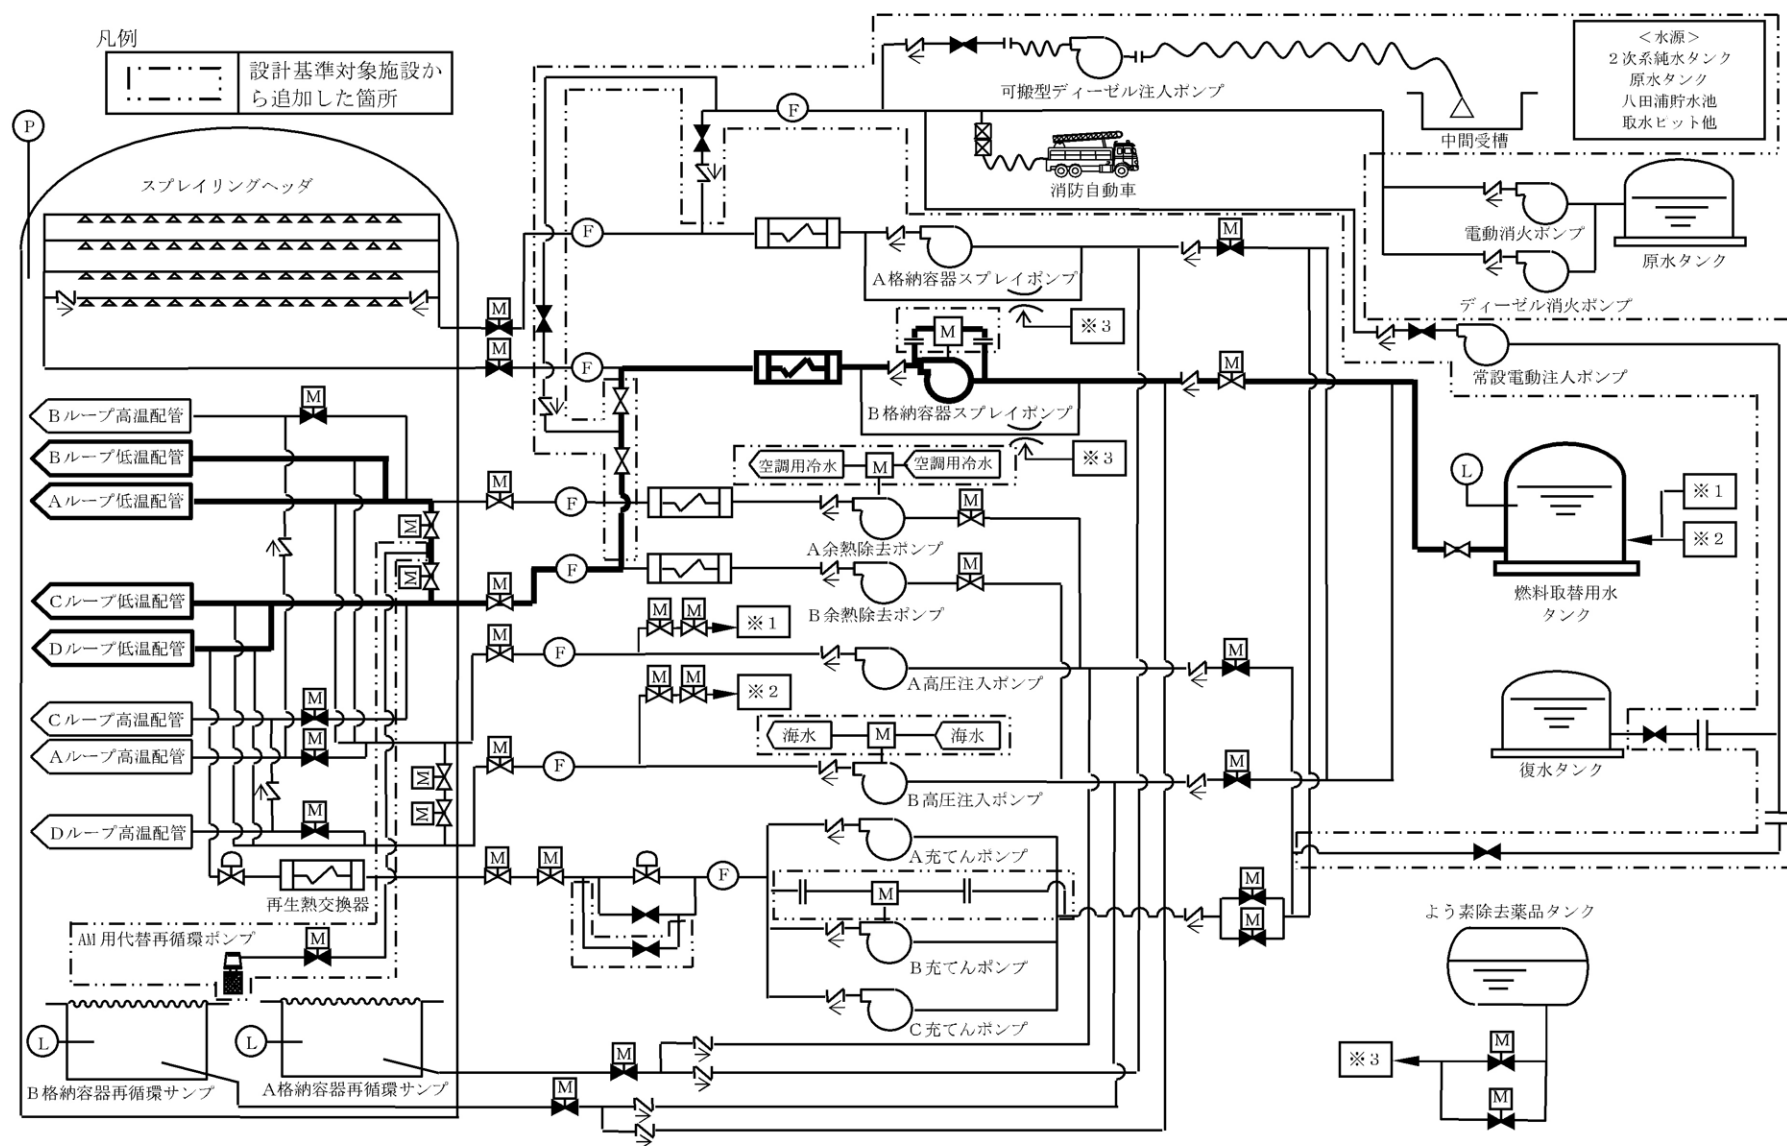 凡例
設計基準対象施設か
ら追加した箇所
P
スプレイリングヘッダ
可搬型ディーゼル注入ポンプ
中間受槽
<水源>
2次系純水タンク
原水タンク
八田浦貯水池
取水ピット他
F
消防自動車
電動消火ポンプ
ディーゼル消火ポンプ
原水タンク
F
A格納容器スプレイポンプ
M
※3
M
M
M
常設電動注入ポンプ
M
F
B格納容器スプレイポンプ
M
※3
Bループ高温配管
M
Bループ低温配管
Aループ低温配管
M
M
F
空調用冷水
M
空調用冷水
M
A余熱除去ポンプ
L
※1
※2
燃料取替用水
タンク
M
Cループ低温配管
M
F
M
B余熱除去ポンプ
Dループ低温配管
M
F
M
M
※1
A高圧注入ポンプ
M
M
M
※2
Cループ高温配管
M
Aループ高温配管
M
M
F
海水
M
海水
B高圧注入ポンプ
M
復水タンク
M
M
Dループ高温配管
M
再生熱交換器
M
M
F
A充てんポンプ
M
B充てんポンプ
C充てんポンプ
M
M
よう素除去薬品タンク
AM用代替再循環ポンプ
M
L
B格納容器再循環サンプ
L
A格納容器再循環サンプ
M
M
※3
M
M